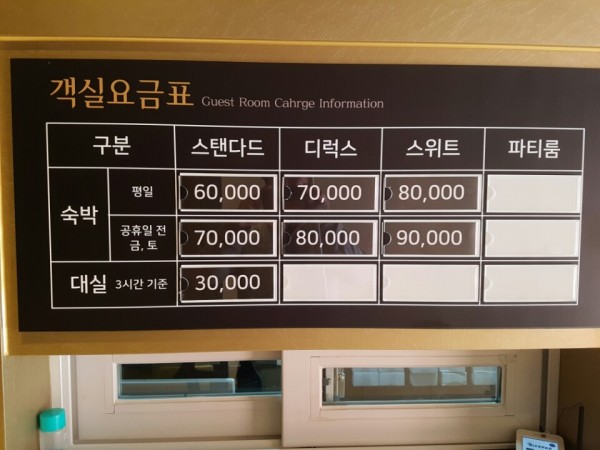 객실요금표 Guest Room Cahrge Information
구분 스탠다드 디럭스 스위트 파티룸
숙박 평일 60,000 70,000 80,000
공휴일 전
금, 토 70,000 80,000 90,000
대실 3시간 기준 30,000